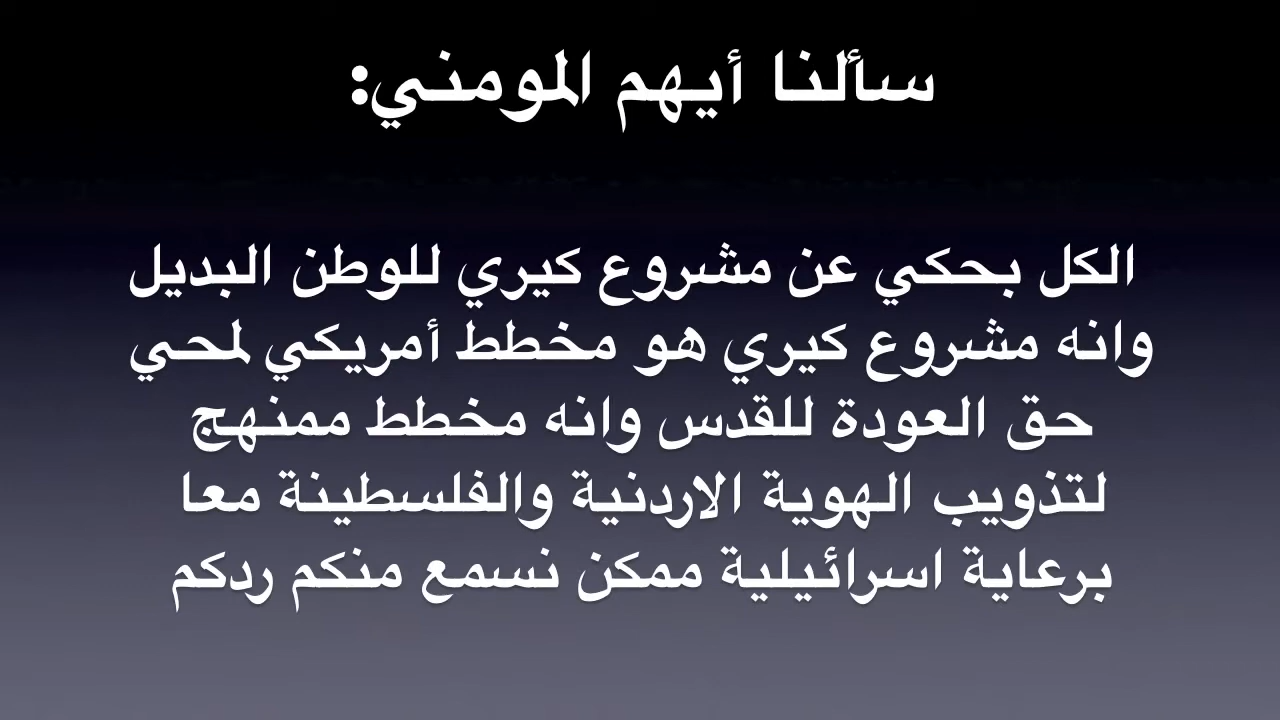 سألنا أيهم المومني:
الكل بحكي عن مشروع كيري للوطن البديل
وانه مشروع كيري هو مخطط أمريكي لمحي
حق العودة للقدس وانه مخطط ممنهج
لتذويب الهوية الاردنية والفلسطينة معا
برعاية اسرائيلية ممكن نسمع منكم ردكم